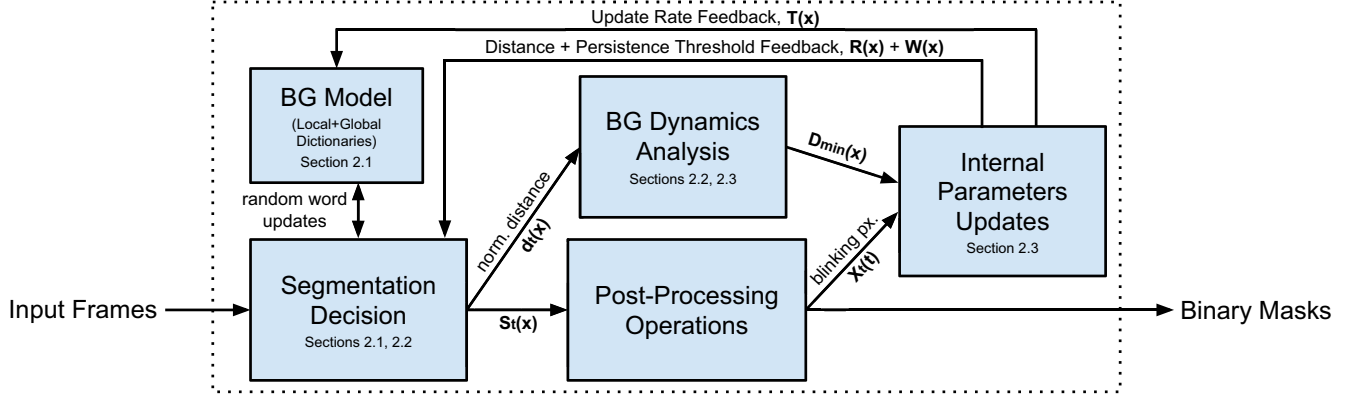 Update Rate Feedback, T(x)
Distance + Persistence Threshold Feedback, R(x) + W(x)
BG Model
(Local+Global
Dictionaries)
Section 2.1
BG Dynamics
Analysis
Sections 2.2, 2.3
Dmin(x)
Internal
Parameters
Updates
Section 2.3
random word
updates
norm. distance
dt(x)
blinking px.
Xt(t)
Input Frames
Segmentation
Decision
Sections 2.1, 2.2
St(x)
Post-Processing
Operations
Binary Masks